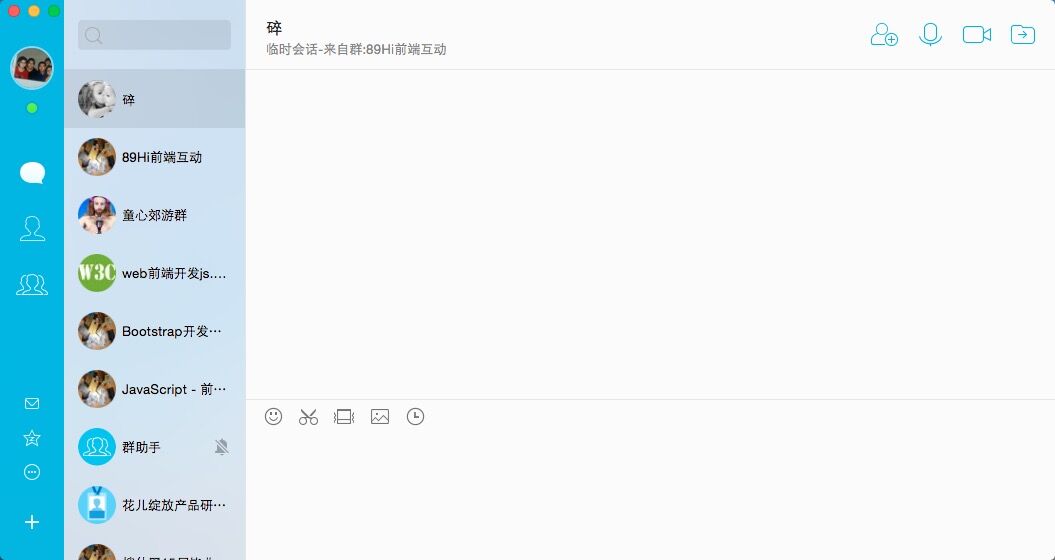 碎
临时会话-来自群:89Hi前端互动
碎
89Hi前端互动
童心郊游群
W3C
web前端开发js....
Bootstrap开发···
JavaScript - 前···
群助手
花儿绽放产品研···